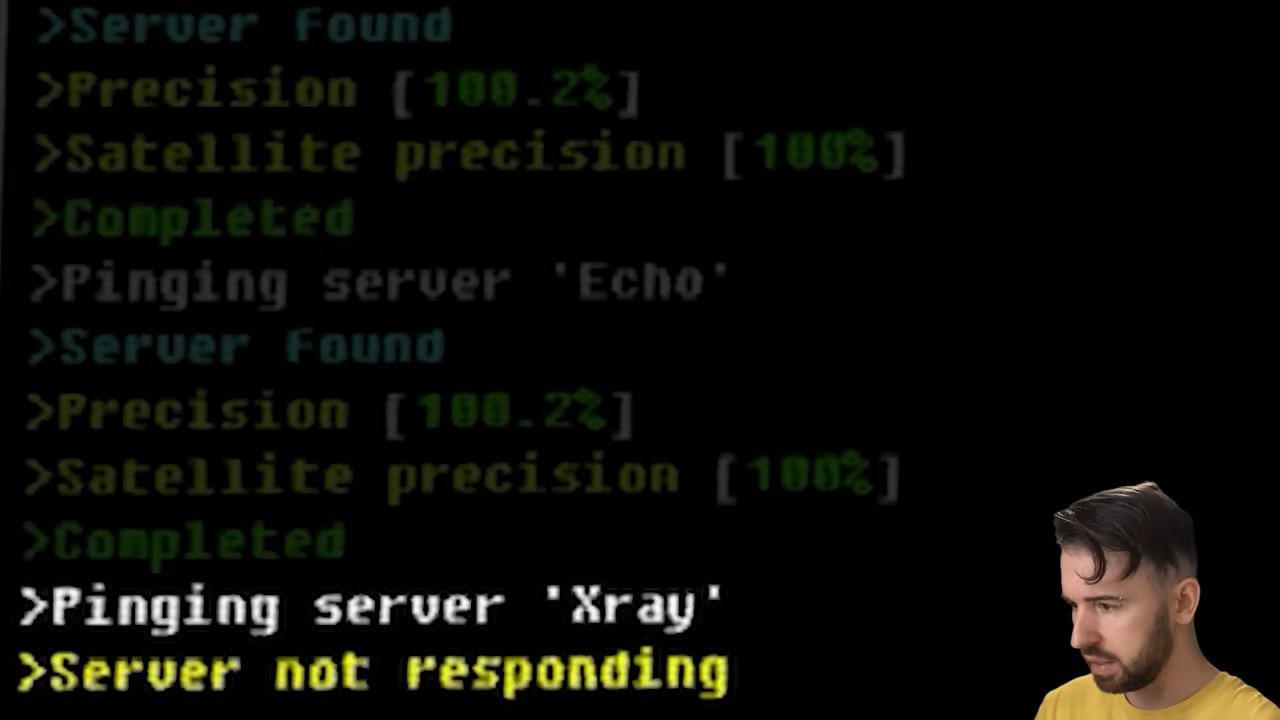 >Server Found
>Precision [100.2%]
>Satellite precision [100%]
>Completed
>Pinging server 'Echo'
>Server Found
>Precision [100.2%]
>Satellite precision [100%]
>Completed
>Pinging server 'Xray'
>Server not responding